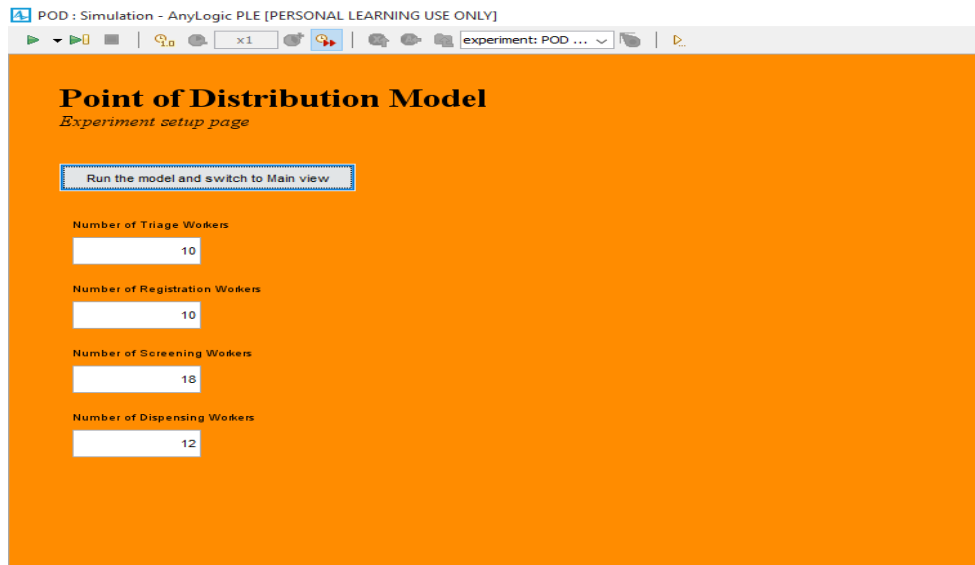 POD : Simulation - AnyLogic PLE [PERSONAL LEARNING USE ONLY]
x1 experiment: POD ...
Point of Distribution Model
Experiment setup page
Run the model and switch to Main view
Number of Triage Workers
10
Number of Registration Workers
10
Number of Screening Workers
18
Number of Dispensing Workers
12